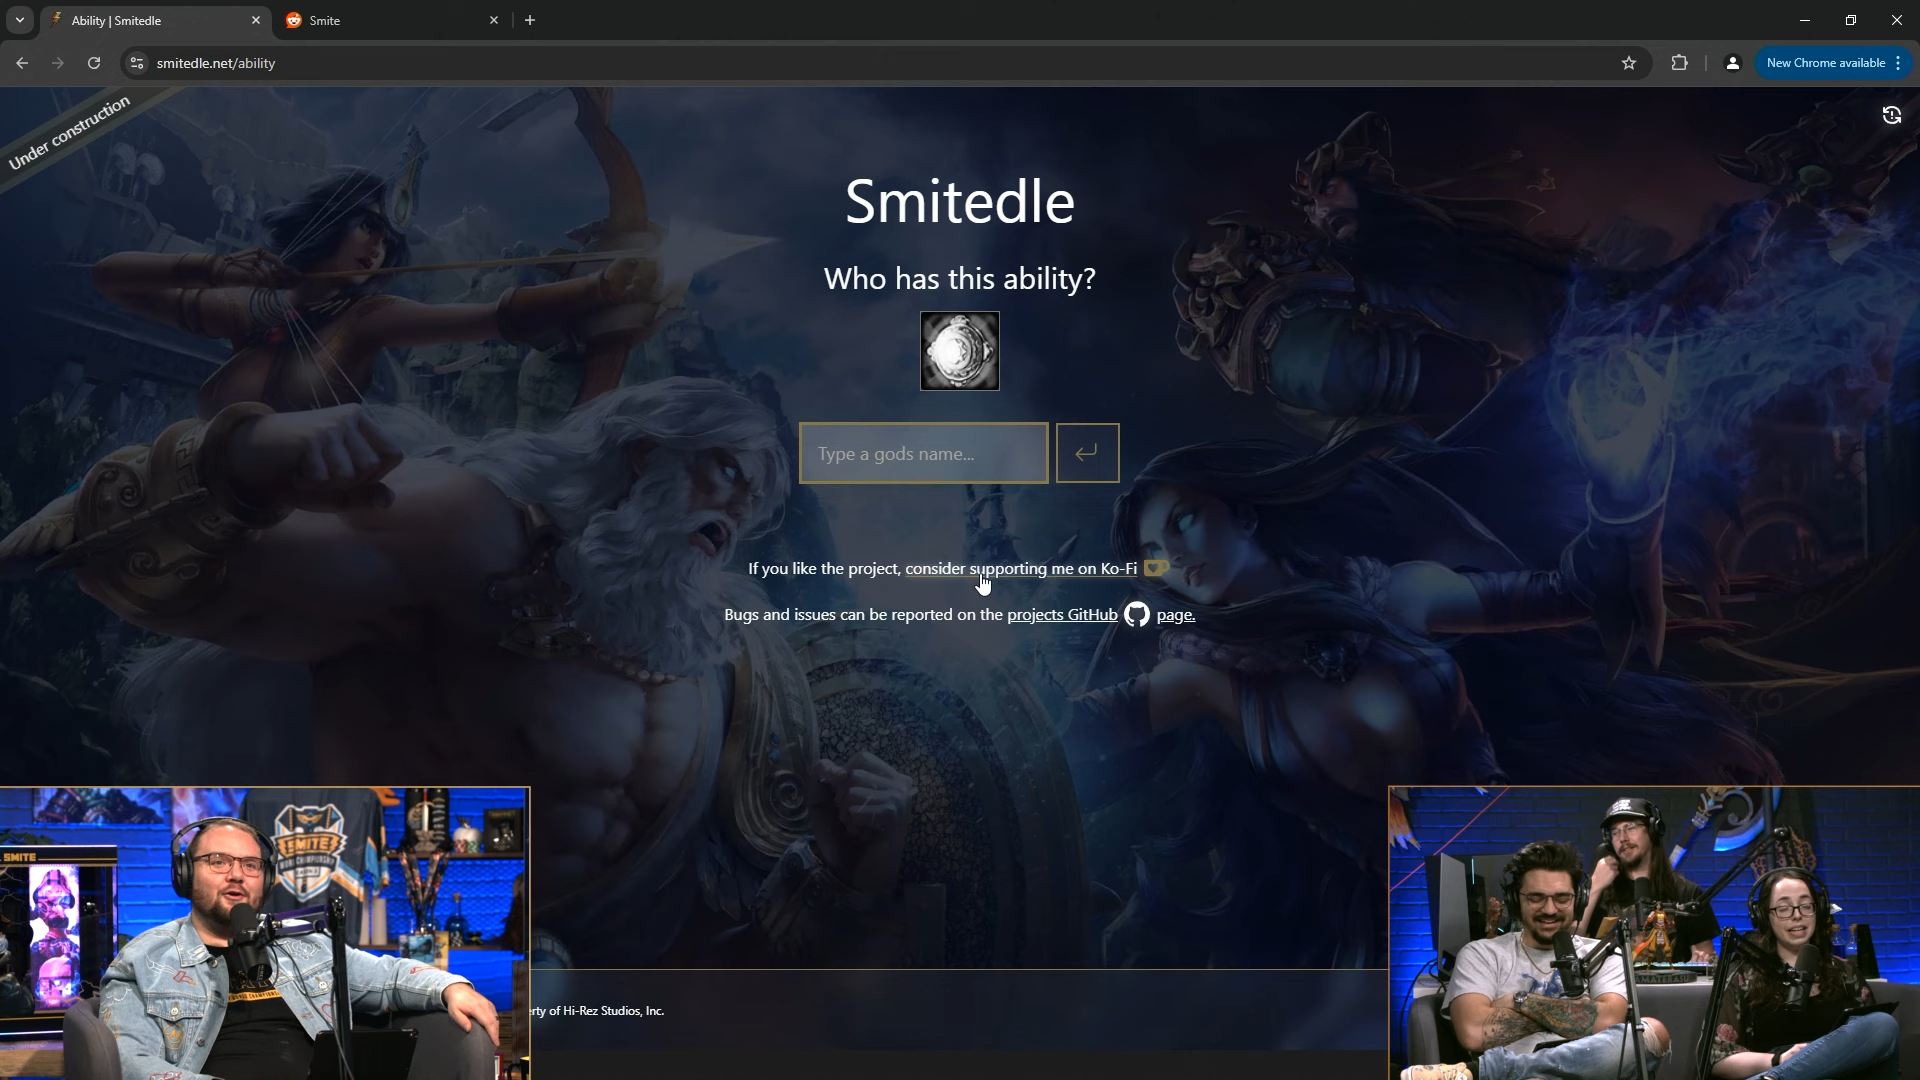 Ability | Smitedle
Smite
smitedle.net/ability
New Chrome available
Under construction
Smitedle
Who has this ability?
Type a gods name...
If you like the project, consider supporting me on Ko-Fi
Bugs and issues can be reported on the projects GitHub page.
rty of Hi-Rez Studios, Inc.
SMITE
SMITE